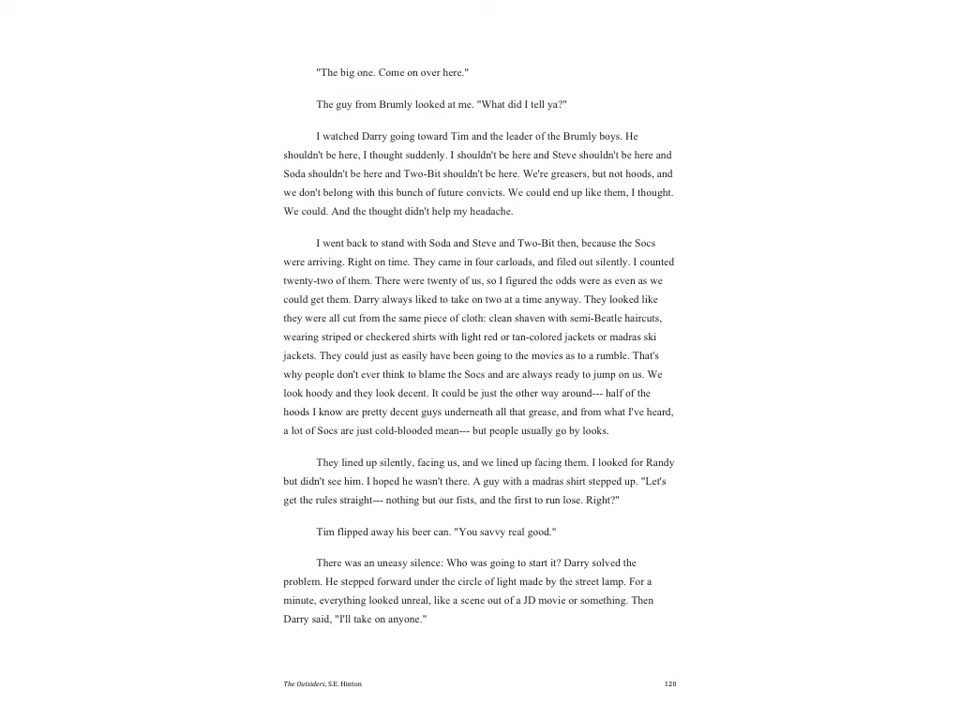 "The big one. Come on over here."
The guy from Brumly looked at me. "What did I tell ya?"
I watched Darry going toward Tim and the leader of the Brumly boys. He
shouldn't be here, I thought suddenly. I shouldn't be here and Steve shouldn't be here and
Soda shouldn't be here and Two-Bit shouldn't be here. We're greasers, but not hoods, and
we don't belong with this bunch of future convicts. We could end up like them, I thought.
We could. And the thought didn't help my headache.
I went back to stand with Soda and Steve and Two-Bit then, because the Socs
were arriving. Right on time. They came in four carloads, and filed out silently. I counted
twenty-two of them. There were twenty of us, so I figured the odds were as even as we
could get them. Darry always liked to take on two at a time anyway. They looked like
they were all cut from the same piece of cloth: clean shaven with semi-Beatle haircuts,
wearing striped or checkered shirts with light red or tan-colored jackets or madras ski
jackets. They could just as easily have been going to the movies as to a rumble. That's
why people don't ever think to blame the Socs and are always ready to jump on us. We
look hoody and they look decent. It could be just the other way around--- half of the
hoods I know are pretty decent guys underneath all that grease, and from what I've heard,
a lot of Socs are just cold-blooded mean--- but people usually go by looks.
They lined up silently, facing us, and we lined up facing them. I looked for Randy
but didn't see him. I hoped he wasn't there. A guy with a madras shirt stepped up. "Let's
get the rules straight--- nothing but our fists, and the first to run lose. Right?"
Tim flipped away his beer can. "You savvy real good."
There was an uneasy silence: Who was going to start it? Darry solved the
problem. He stepped forward under the circle of light made by the street lamp. For a
minute, everything looked unreal, like a scene out of a JD movie or something. Then
Darry said, "I'll take on anyone."
The Outsiders, S.E. Hinton 120